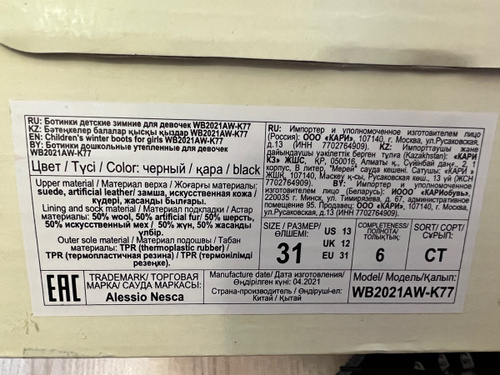 RU: Ботинки детские зимние для девочек WB2021AW-K77
KZ: Бәтеңкелер балалар қысқы қыздар WB2021AW-K77
EN: Children's winter boots for girls WB2021AW-K77
BY: Ботинки дошкольные утепленные для девочек
WB2021AW-K77
Цвет / Түсі / Color: черный / қара / black
Upper material / Материал верха / Жоғарғы материалы:
suede, artificial leather/ замша, искусственная кожа /
күдері, жасанды былғары.
Lining and sock material / Материал подкладки / Астар
материалы: 50% wool, 50% artificial fur/ 50% шерсть,
50% искусственный мех / 50% жүн, 50% жасанды
үлбір.
Outer sole material / Материал подошвы / Табан
материалы: TPR (thermoplastic rubber) /
TPR (термопластичная резина) / TPR (термопілімді
резеңке).
RU: Импортер и уполномоченное изготовителем лицо
(Россия): ООО «КАРИ», 107140, г. Москва, ул.Русаковская,
д.13 (ИНН 7702764909). KZ: Импорттаушы және
дайындаушы уәкілеттік берген тұлға (Kazakhstan): «КАРИ
КЗ» ЖШС, ҚР, 050016, Алматы қ., Суйінбай даң., 2, 1
корпус, В литер, "Мерей" сауда кешені. Сатушы: «КАРИ»
ЖШҚ, 107140, Мәскеу қ., Русаковская көш., 13 үй (ЖСН
7702764909). BY: Импортер и уполномоченное
изготовителем лицо (Беларусь): ИООО «КАРИобувь»,
220035 г. Минск, ул. Тимирязева, д. 67, административное
помещение 95. Продавец: ООО "КАРИ", 107140, г. Москва,
ул.Русаковская, д.13 (ИНН 7702764909).
SIZE / РАЗМЕР/
ӨЛШЕМІ:
31
US 13
UK 12
EU 31
COMPLETENESS /
ПОЛНОТА/
ТОЛЫҚТЫҚ:
6
SORT/ СОРТ/
СҰРЫП:
CT
EAC
TRADEMARK/ ТОРГОВАЯ
МАРКА/ САУДА МАРКАСЫ:
Alessio Nesca
Manufacture date/ Дата изготовления/
Өндірілген күні: 04.2021
Страна-производитель / Өндіруші-ел:
Китай / Қытай
Model/ Модель/Қалып:
WB2021AW-K77